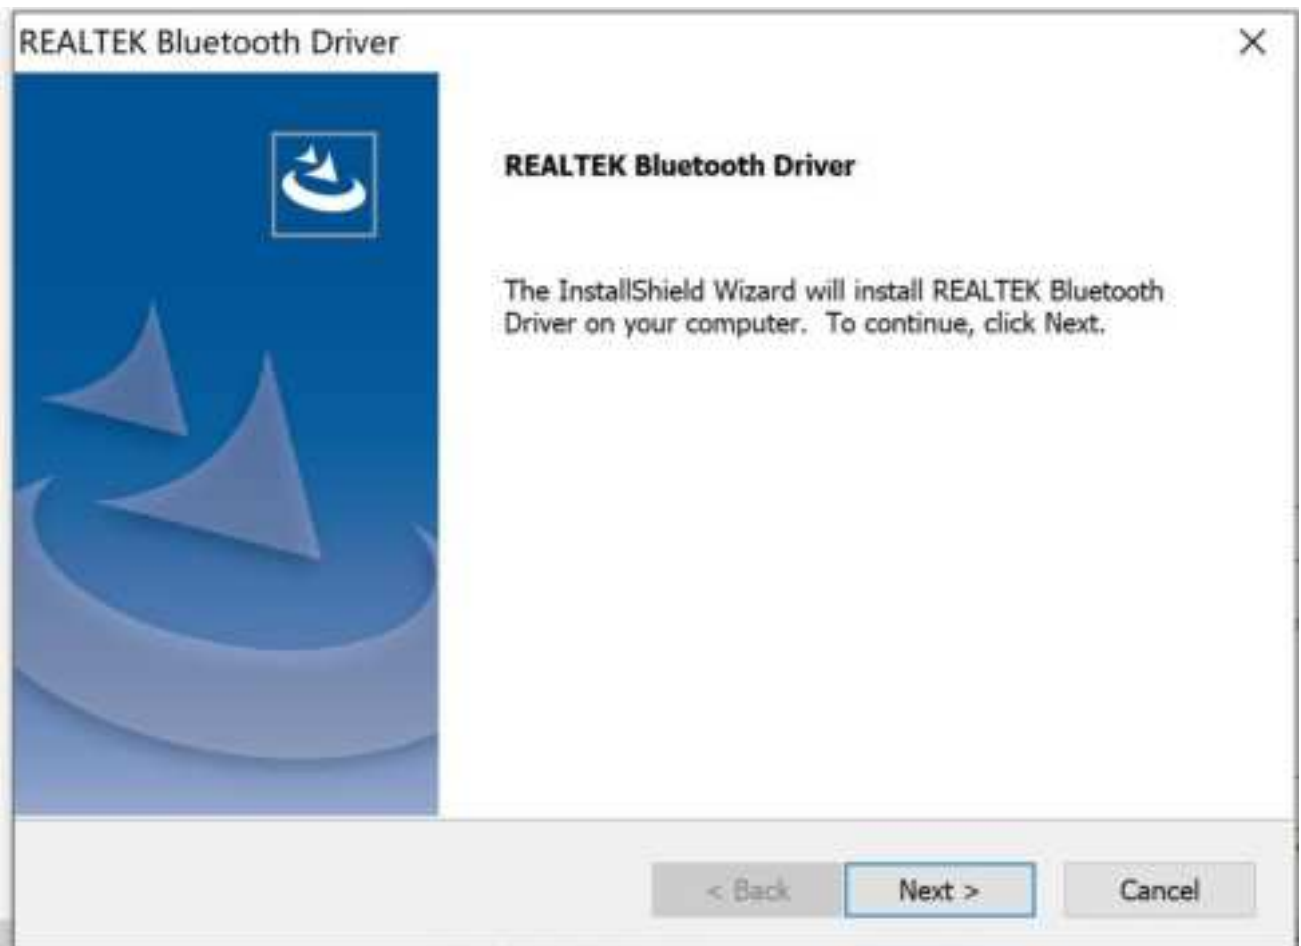 REALTEK Bluetooth Driver
REALTEK Bluetooth Driver
The InstallShield Wizard will install REALTEK Bluetooth
Driver on your computer.  To continue, click Next.
< Back
Next >
Cancel